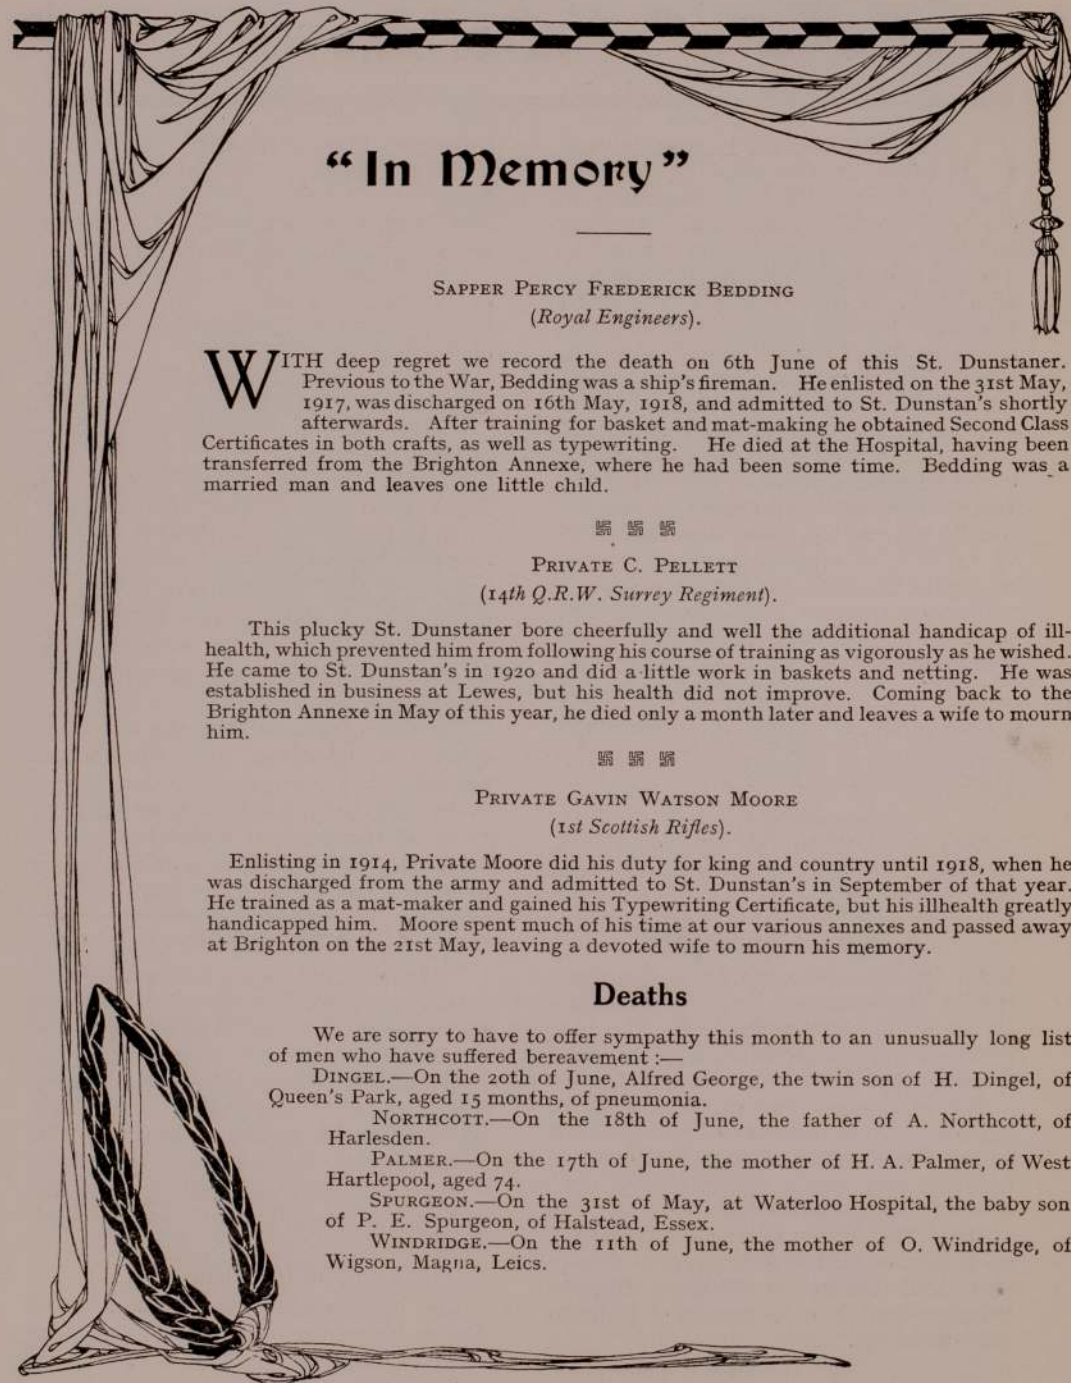 “In Memory”
SAPPER PERCY FREDERICK BEDDING
(Royal Engineers).
WITH deep regret we record the death on 6th June of this St. Dunstaner.
Previous to the War, Bedding was a ship's fireman. He enlisted on the 31st May,
1917, was discharged on 16th May, 1918, and admitted to St. Dunstan's shortly
afterwards. After training for basket and mat-making he obtained Second Class
Certificates in both crafts, as well as typewriting. He died at the Hospital, having been
transferred from the Brighton Annexe, where he had been some time. Bedding was a
married man and leaves one little child.
PRIVATE C. PELLETT
(14th Q.R.W. Surrey Regiment).
This plucky St. Dunstaner bore cheerfully and well the additional handicap of ill-
health, which prevented him from following his course of training as vigorously as he wished.
He came to St. Dunstan's in 1920 and did a little work in baskets and netting. He was
established in business at Lewes, but his health did not improve. Coming back to the
Brighton Annexe in May of this year, he died only a month later and leaves a wife to mourn
him.
PRIVATE GAVIN WATSON MOORE
(1st Scottish Rifles).
Enlisting in 1914, Private Moore did his duty for king and country until 1918, when he
was discharged from the army and admitted to St. Dunstan's in September of that year.
He trained as a mat-maker and gained his Typewriting Certificate, but his illhealth greatly
handicapped him. Moore spent much of his time at our various annexes and passed away
at Brighton on the 21st May, leaving a devoted wife to mourn his memory.
Deaths
We are sorry to have to offer sympathy this month to an unusually long list
of men who have suffered bereavement :—
DINGEL.—On the 20th of June, Alfred George, the twin son of H. Dingel, of
Queen's Park, aged 15 months, of pneumonia.
NORTHCOTT.—On the 18th of June, the father of A. Northcott, of
Harlesden.
PALMER.—On the 17th of June, the mother of H. A. Palmer, of West
Hartlepool, aged 74.
SPURGEON.—On the 31st of May, at Waterloo Hospital, the baby son
of P. E. Spurgeon, of Halstead, Essex.
WINDRIDGE.—On the 11th of June, the mother of O. Windridge, of
Wigson, Magna, Leics.